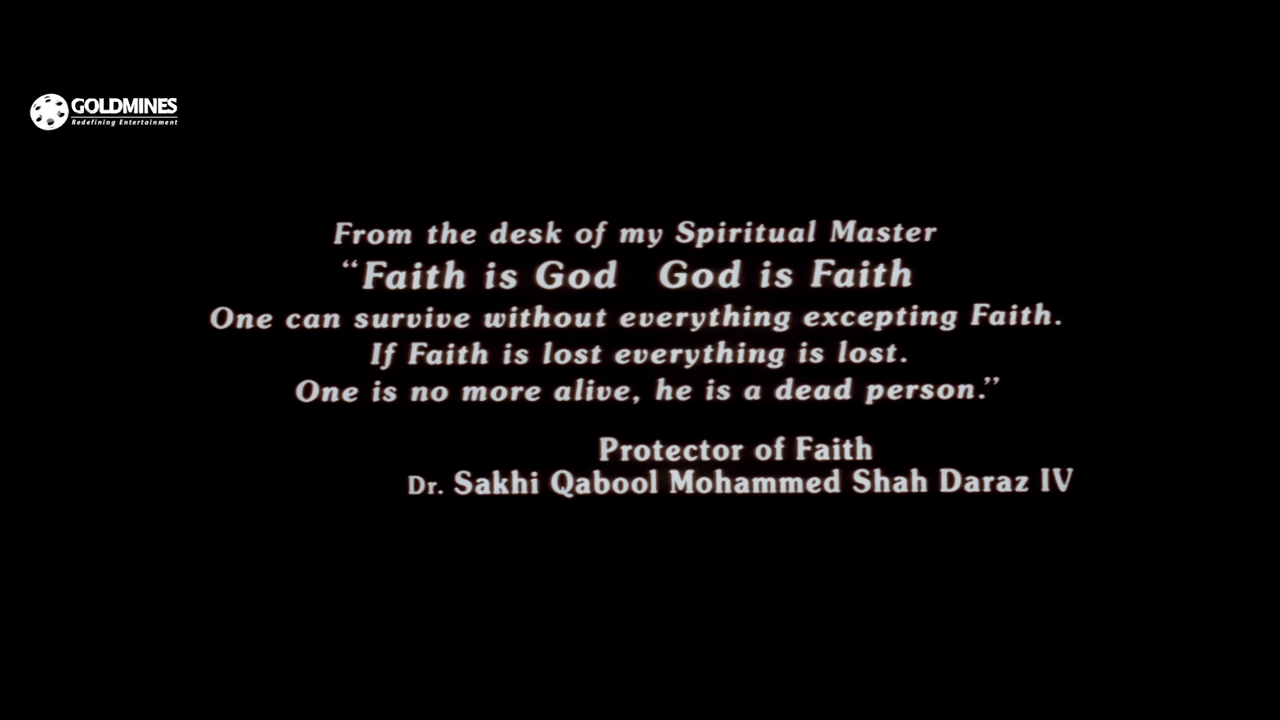 GOLDMINES
Redefining Entertainment
From the desk of my Spiritual Master
“Faith is God God is Faith
One can survive without everything excepting Faith.
If Faith is lost everything is lost.
One is no more alive, he is a dead person.”
Protector of Faith
Dr. Sakhi Qabool Mohammed Shah Daraz IV